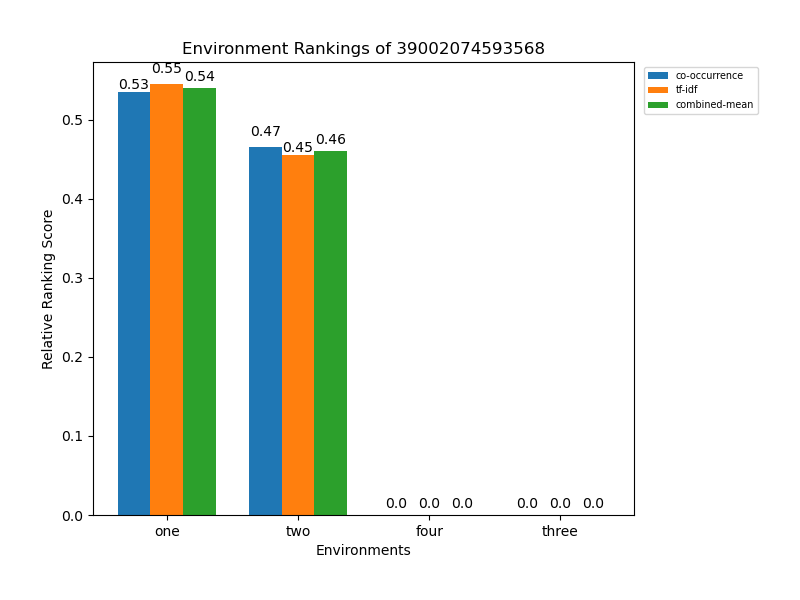 Environment Rankings of 39002074593568
co-occurrence
tf-idf
combined-mean
0.53
0.55
0.54
0.47
0.45
0.46
0.0 0.0 0.0
0.0 0.0 0.0
0.5
0.4
0.3
0.2
0.1
0.0
Relative Ranking Score
one two four three
Environments